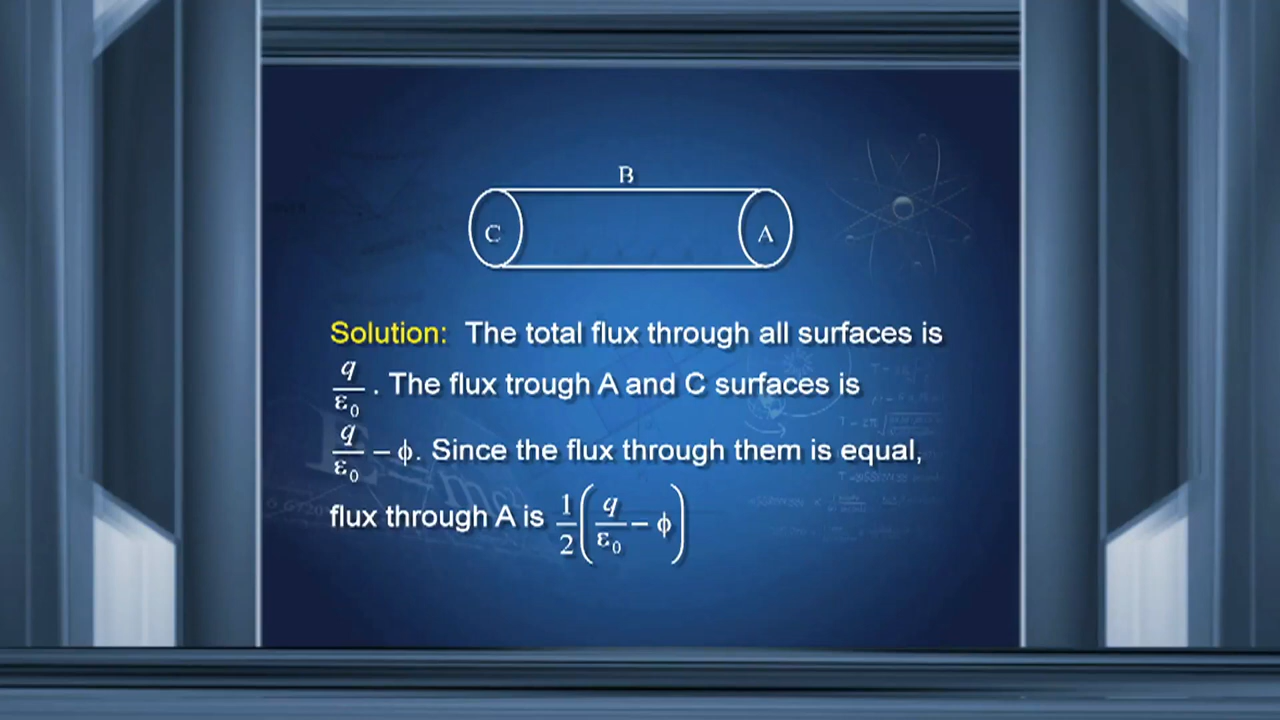 B
C
A
Solution: The total flux through all surfaces is
q/ε₀ . The flux trough A and C surfaces is
q/ε₀ – ϕ. Since the flux through them is equal,
flux through A is 1/2(q/ε₀ – ϕ)